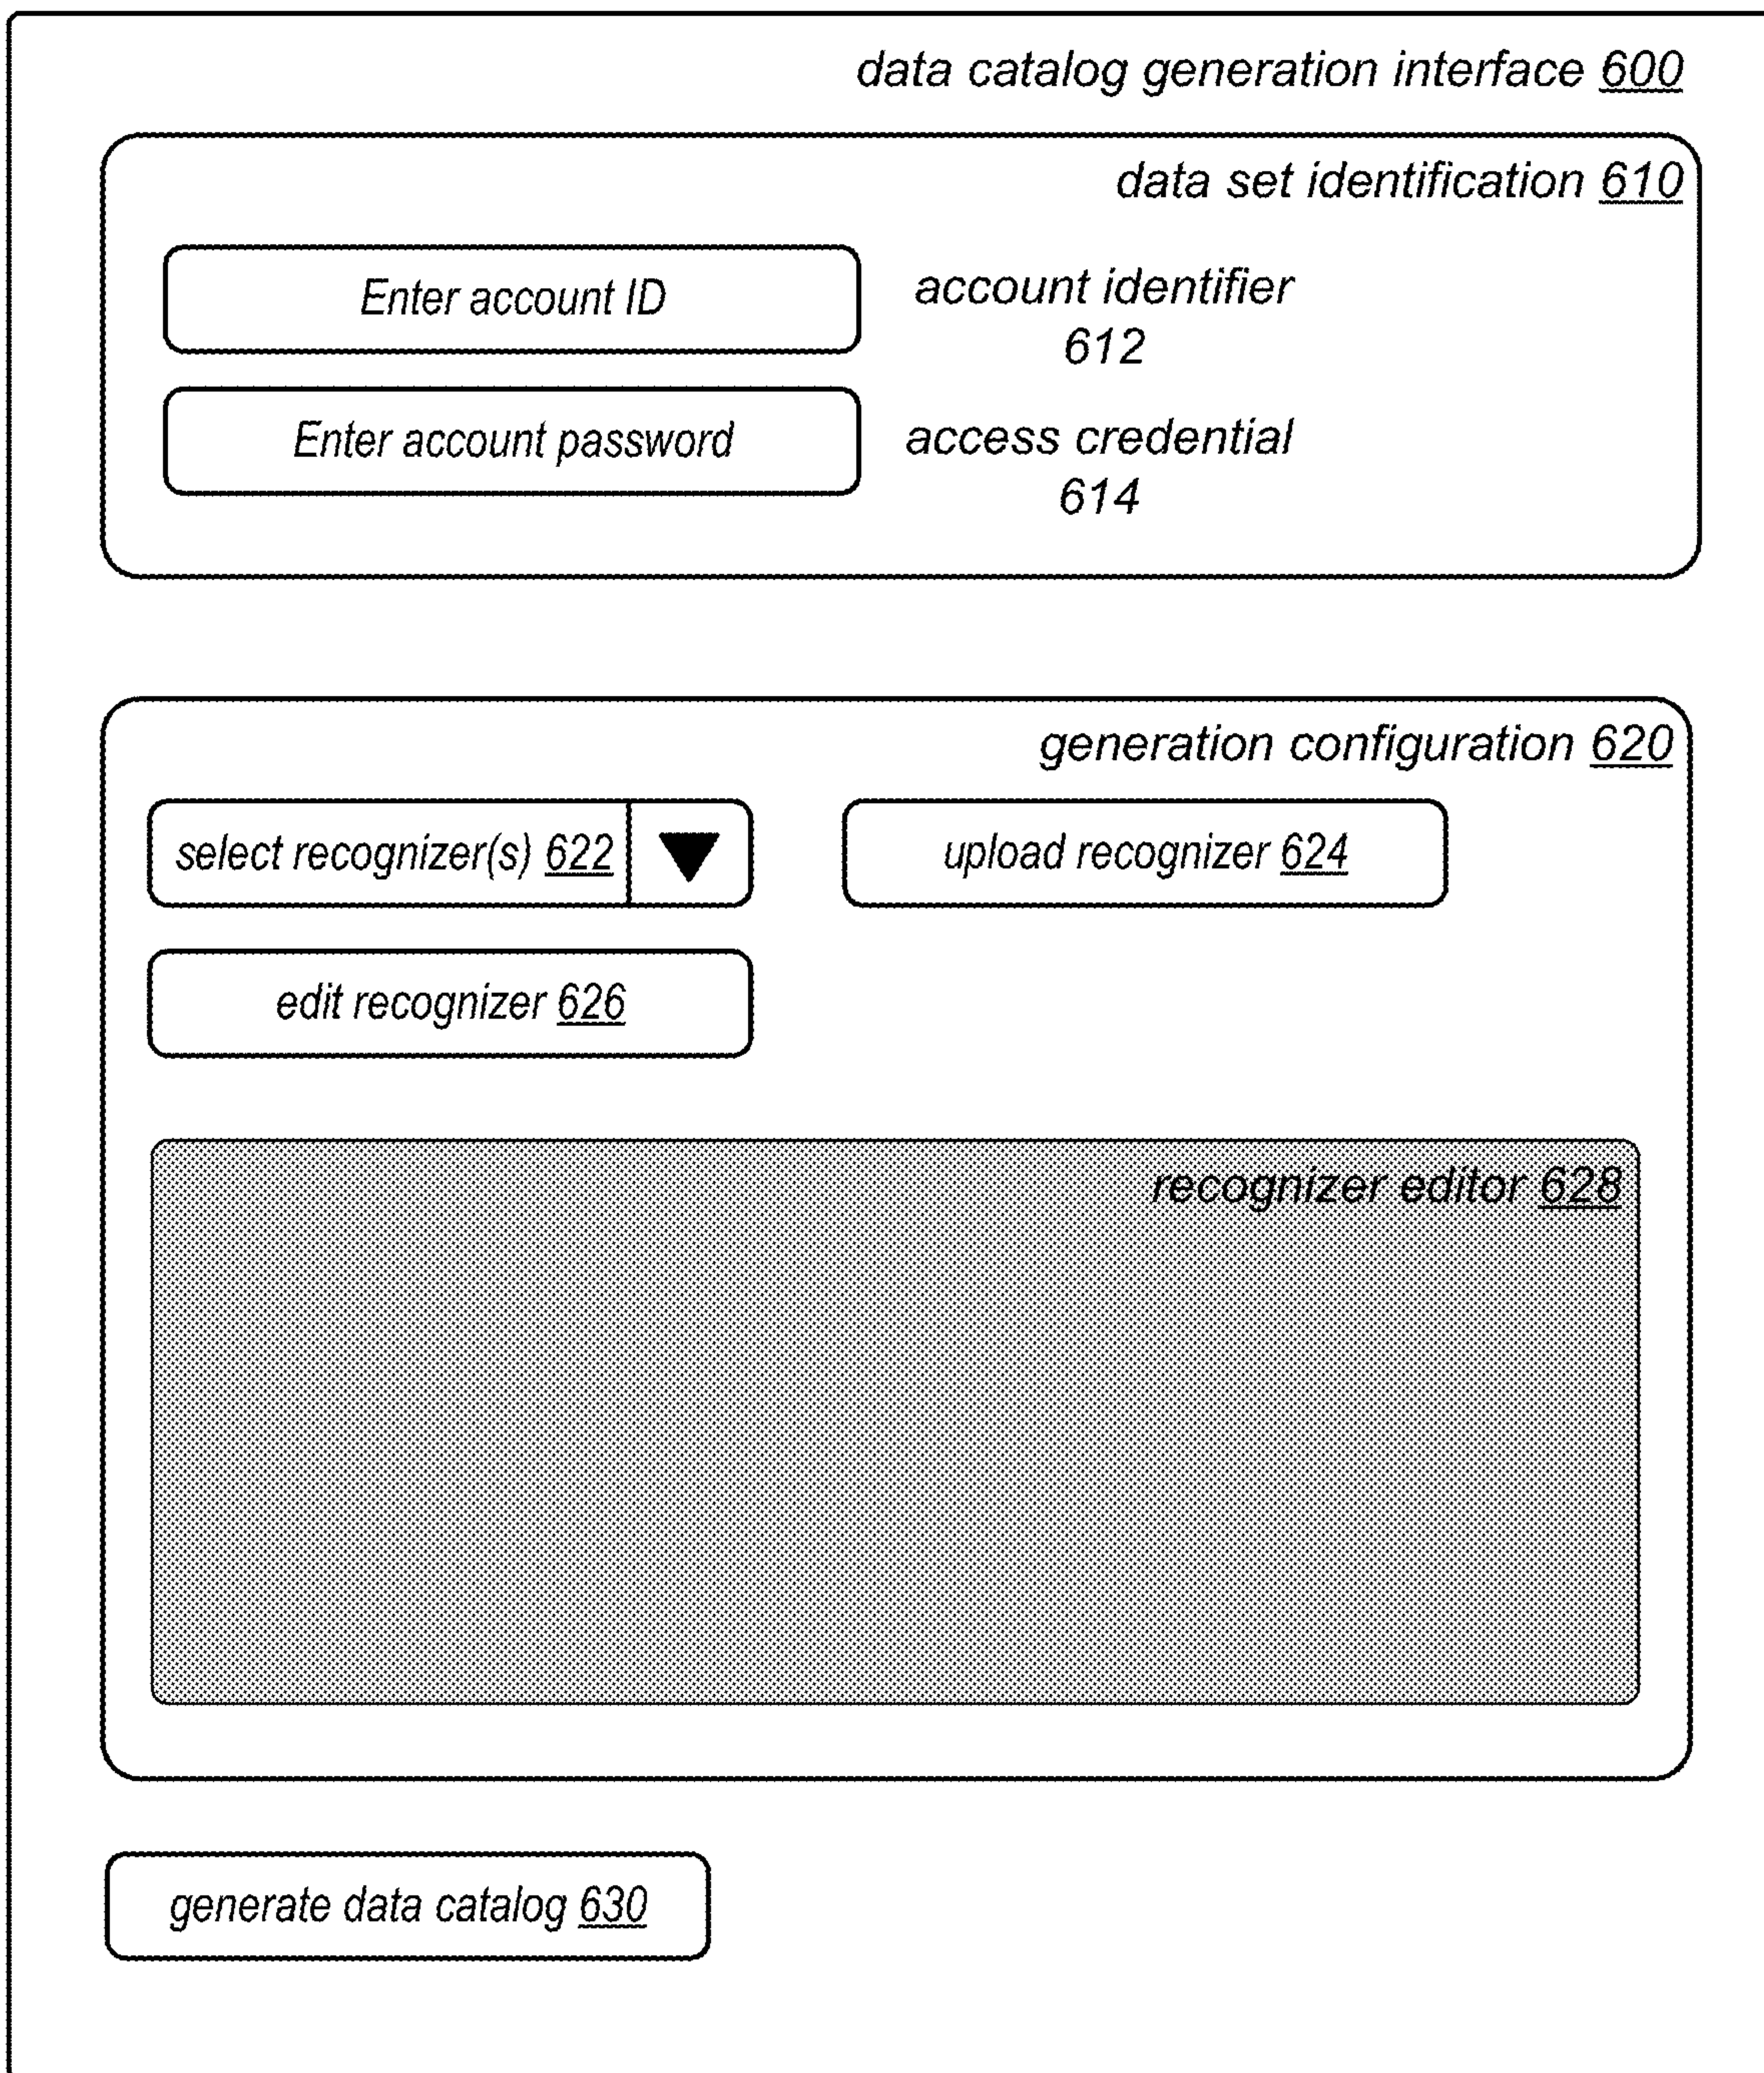 data catalog generation interface 600
data set identification 610
Enter account ID
account identifier
612
Enter account password
access credential
614
generation configuration 620
select recognizer(s) 622
upload recognizer 624
edit recognizer 626
recognizer editor 628
generate data catalog 630